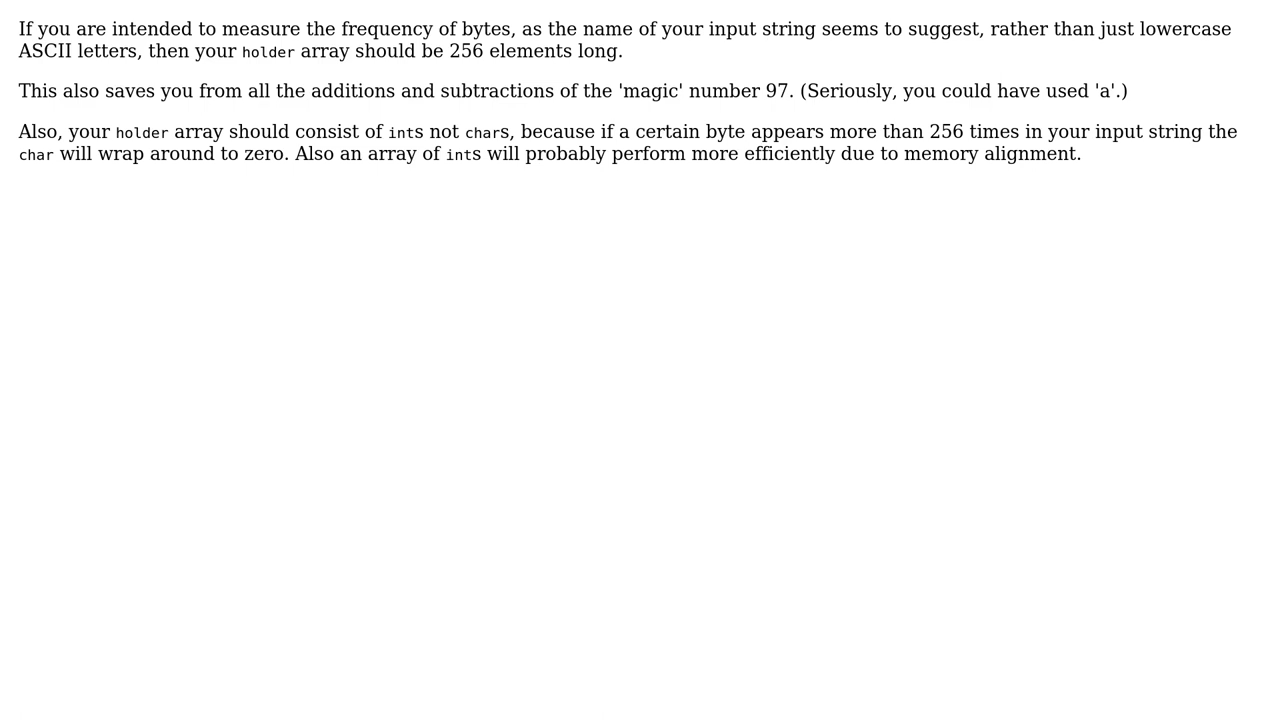 If you are intended to measure the frequency of bytes, as the name of your input string seems to suggest, rather than just lowercase
ASCII letters, then your holder array should be 256 elements long.
This also saves you from all the additions and subtractions of the 'magic' number 97. (Seriously, you could have used 'a'.)
Also, your holder array should consist of ints not chars, because if a certain byte appears more than 256 times in your input string the
char will wrap around to zero. Also an array of ints will probably perform more efficiently due to memory alignment.